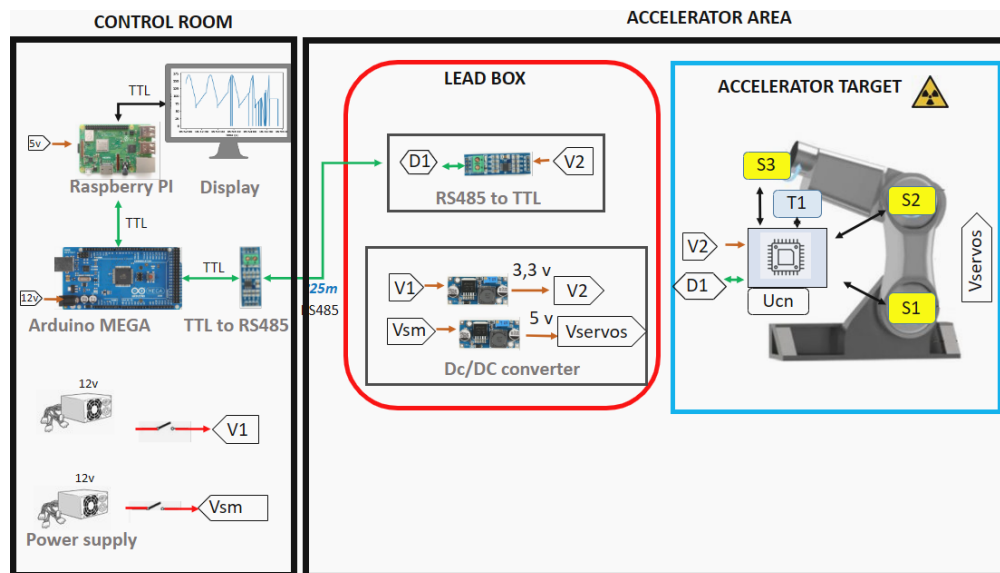 CONTROL ROOM
ACCELERATOR AREA
TTL
5v
Raspberry PI
Display
TTL
12v
Arduino MEGA
TTL
TTL to RS485
25m
RS485
12v
V1
12v
Vsm
Power supply
LEAD BOX
D1
V2
RS485 to TTL
V1
3,3 v
V2
Vsm
5 v
Vservos
Dc/DC converter
ACCELERATOR TARGET
S3
T1
S2
V2
D1
Ucn
S1
Vservos